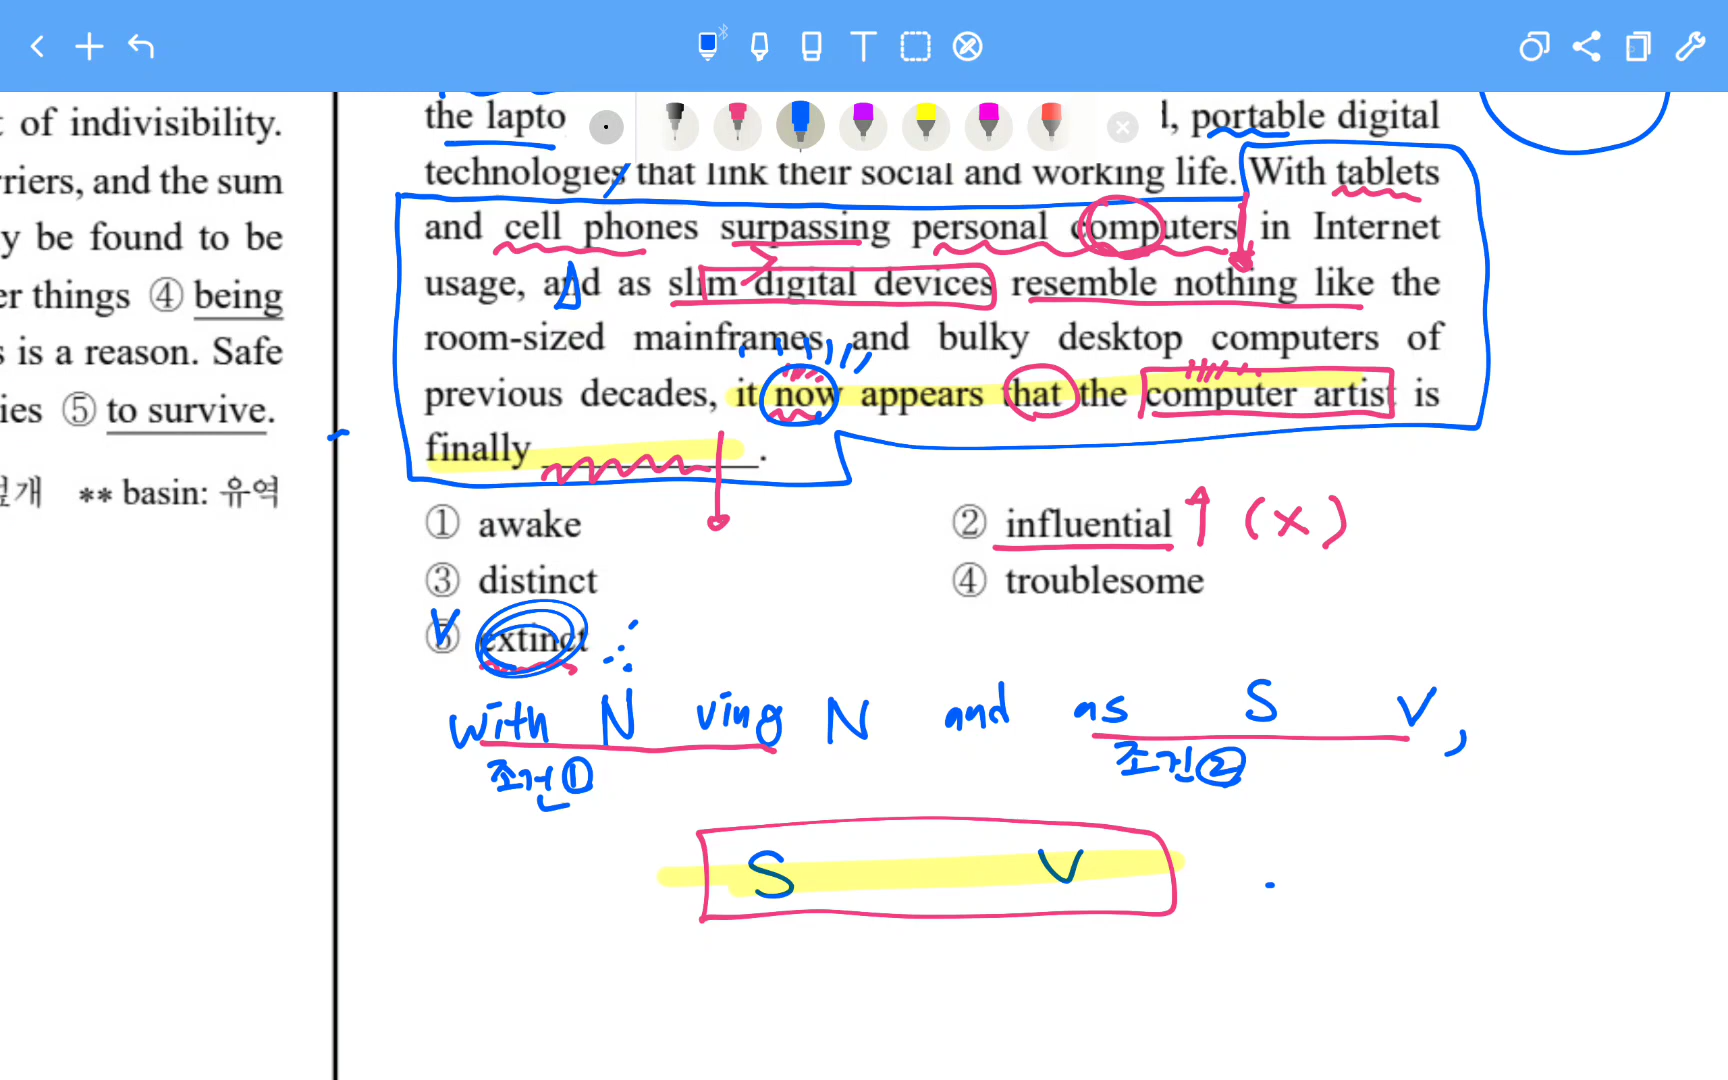 t of indivisibility.
rriers, and the sum
y be found to be
er things ④ being
s is a reason. Safe
ies ⑤ to survive.
개 ** basin: 유역
the lapto , portable digital
technologies that link their social and working life. With tablets
and cell phones surpassing personal computers in Internet
usage, and as slim digital devices resemble nothing like the
room-sized mainframes and bulky desktop computers of
previous decades, it now appears that the computer artist is
finally ____________.
① awake
② influential ↑ (×)
③ distinct
④ troublesome
⑤ extinct ∴
with N ving N and as S V,
조건① 조건②
S V .